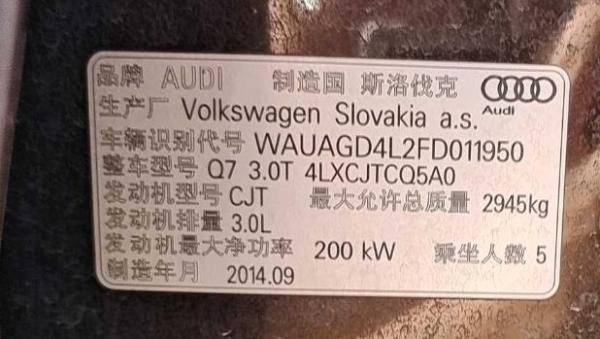 品牌 AUDI 制造国 斯洛伐克
Audi
生产厂 Volkswagen Slovakia a.s.
车辆识别代号 WAUAGD4L2FD011950
整车型号 Q7 3.0T 4LXCJTCQ5A0
发动机型号 CJT 最大允许总质量 2945kg
发动机排量 3.0L
发动机最大净功率 200 kW 乘坐人数 5
制造年月 2014.09